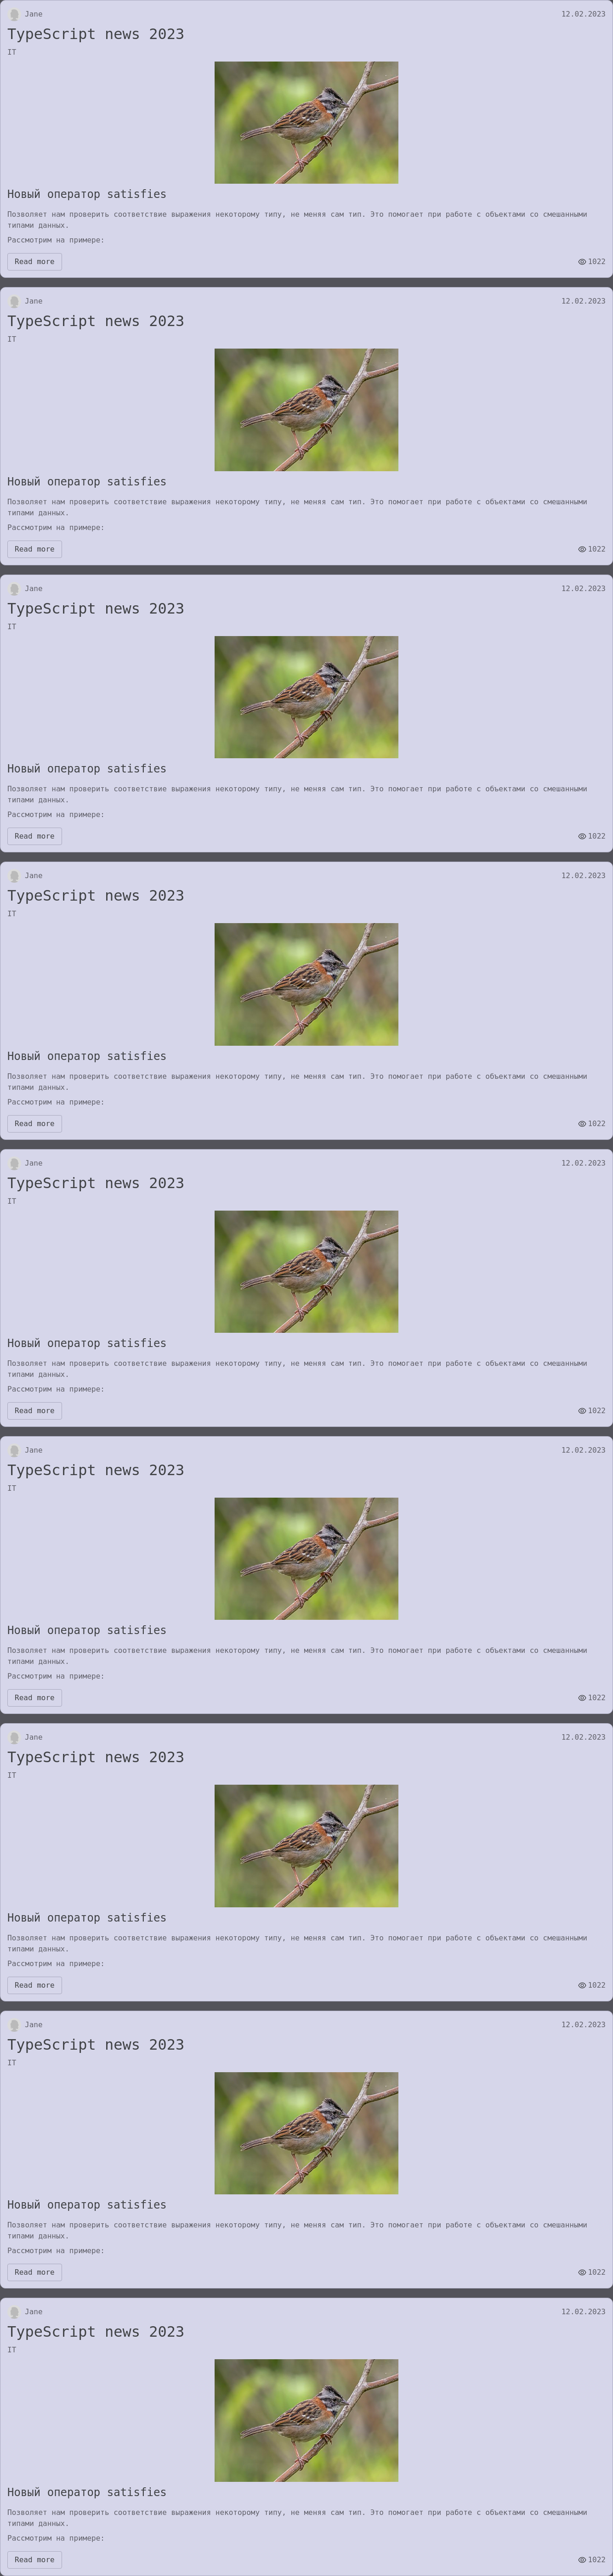 Jane 12.02.2023
TypeScript news 2023
IT
Новый оператор satisfies
Позволяет нам проверить соответствие выражения некоторому типу, не меняя сам тип. Это помогает при работе с объектами со смешанными
типами данных.
Рассмотрим на примере:
Read more 1022
Jane 12.02.2023
TypeScript news 2023
IT
Новый оператор satisfies
Позволяет нам проверить соответствие выражения некоторому типу, не меняя сам тип. Это помогает при работе с объектами со смешанными
типами данных.
Рассмотрим на примере:
Read more 1022
Jane 12.02.2023
TypeScript news 2023
IT
Новый оператор satisfies
Позволяет нам проверить соответствие выражения некоторому типу, не меняя сам тип. Это помогает при работе с объектами со смешанными
типами данных.
Рассмотрим на примере:
Read more 1022
Jane 12.02.2023
TypeScript news 2023
IT
Новый оператор satisfies
Позволяет нам проверить соответствие выражения некоторому типу, не меняя сам тип. Это помогает при работе с объектами со смешанными
типами данных.
Рассмотрим на примере:
Read more 1022
Jane 12.02.2023
TypeScript news 2023
IT
Новый оператор satisfies
Позволяет нам проверить соответствие выражения некоторому типу, не меняя сам тип. Это помогает при работе с объектами со смешанными
типами данных.
Рассмотрим на примере:
Read more 1022
Jane 12.02.2023
TypeScript news 2023
IT
Новый оператор satisfies
Позволяет нам проверить соответствие выражения некоторому типу, не меняя сам тип. Это помогает при работе с объектами со смешанными
типами данных.
Рассмотрим на примере:
Read more 1022
Jane 12.02.2023
TypeScript news 2023
IT
Новый оператор satisfies
Позволяет нам проверить соответствие выражения некоторому типу, не меняя сам тип. Это помогает при работе с объектами со смешанными
типами данных.
Рассмотрим на примере:
Read more 1022
Jane 12.02.2023
TypeScript news 2023
IT
Новый оператор satisfies
Позволяет нам проверить соответствие выражения некоторому типу, не меняя сам тип. Это помогает при работе с объектами со смешанными
типами данных.
Рассмотрим на примере:
Read more 1022
Jane 12.02.2023
TypeScript news 2023
IT
Новый оператор satisfies
Позволяет нам проверить соответствие выражения некоторому типу, не меняя сам тип. Это помогает при работе с объектами со смешанными
типами данных.
Рассмотрим на примере:
Read more 1022